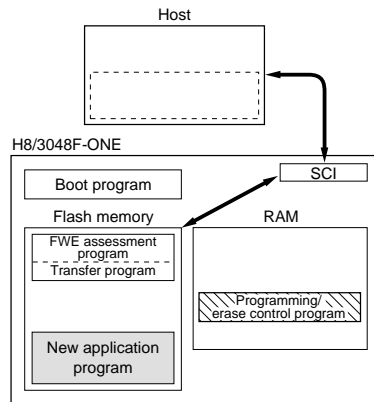 Host
H8/3048F-ONE
SCI
Boot program
Flash memory
RAM
FWE assessment
program
Transfer program
Programming/
erase control program
New application
program